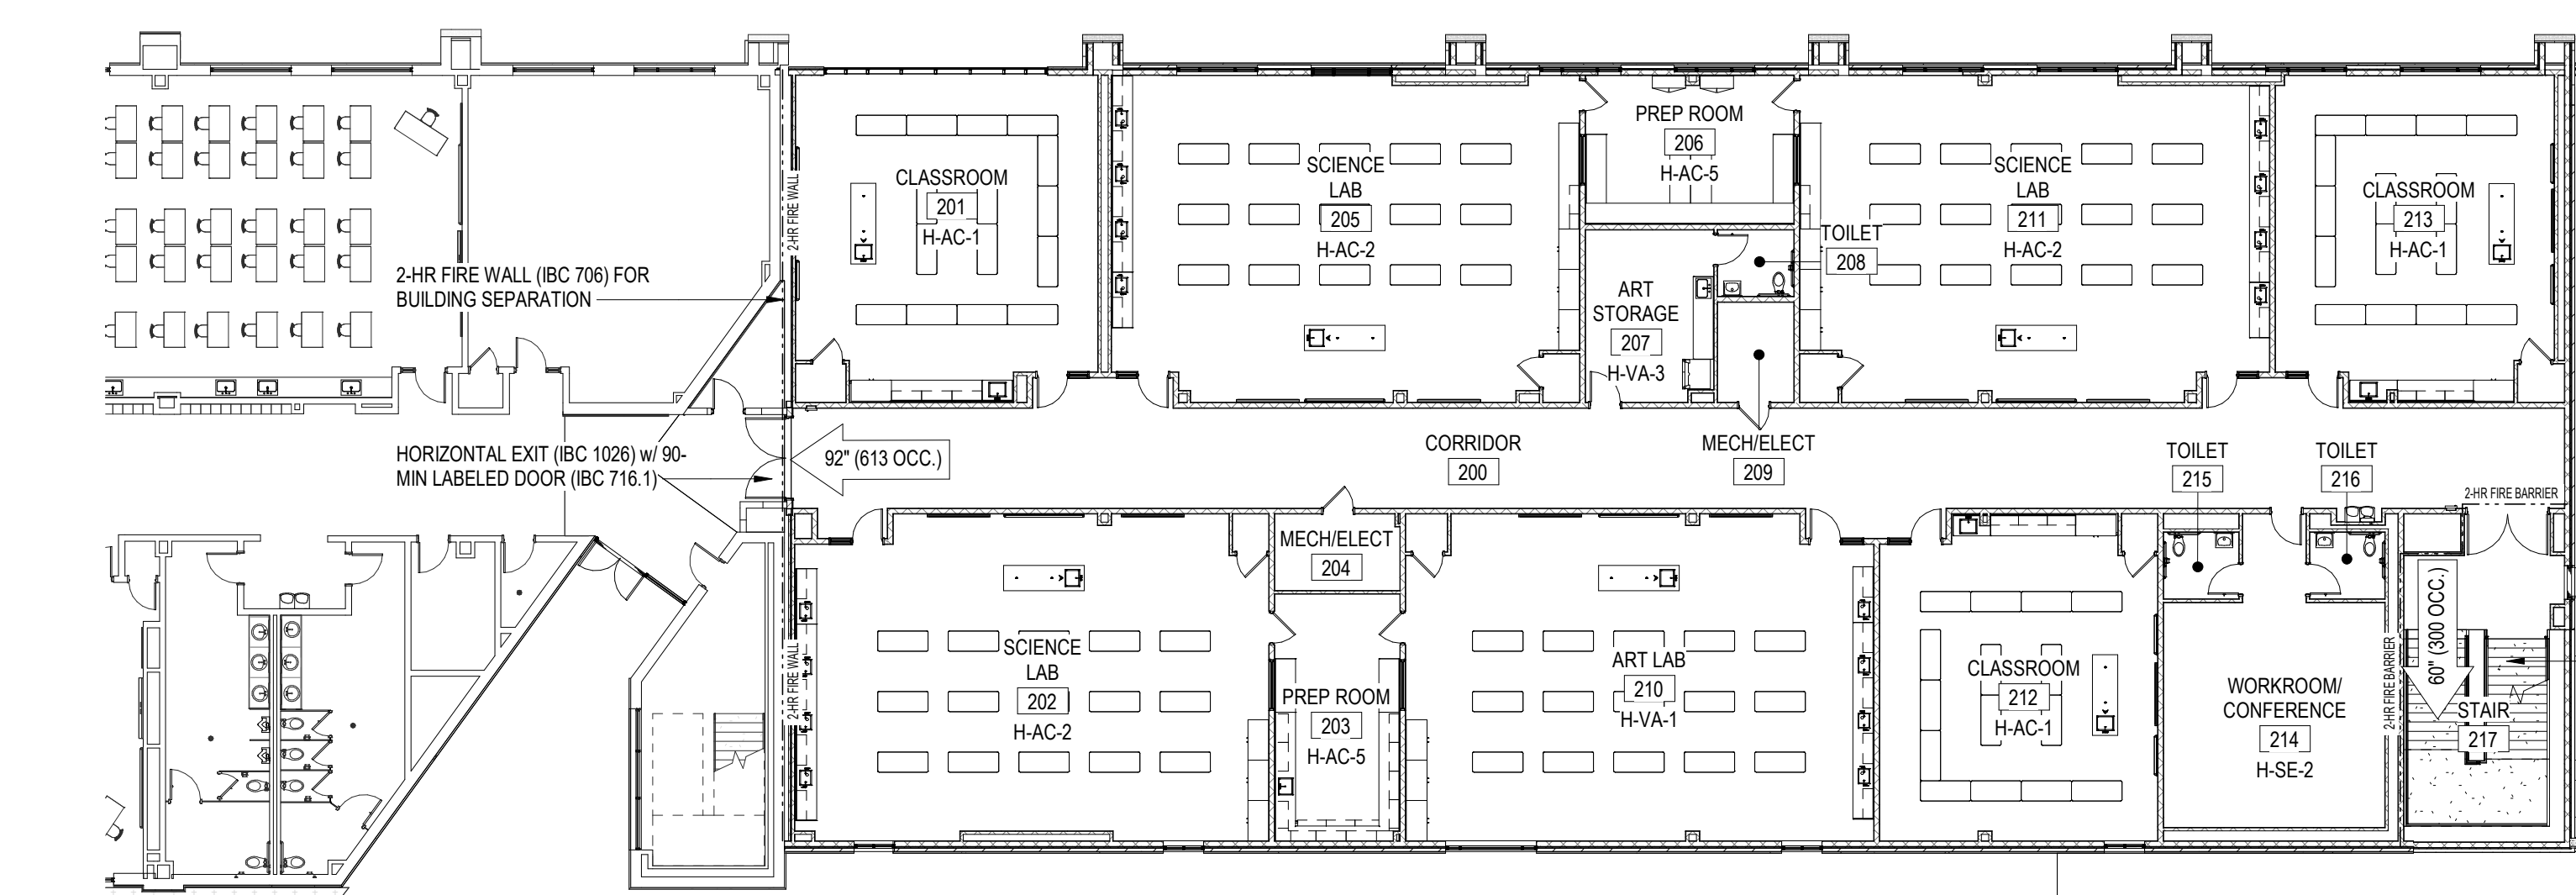 2-HR FIRE WALL
CLASSROOM
201
H-AC-1
SCIENCE
LAB
205
H-AC-2
PREP ROOM
206
H-AC-5
SCIENCE
LAB
211
H-AC-2
CLASSROOM
213
H-AC-1
TOILET
208
2-HR FIRE WALL (IBC 706) FOR
BUILDING SEPARATION
ART
STORAGE
207
H-VA-3
HORIZONTAL EXIT (IBC 1026) w/ 90-
MIN LABELED DOOR (IBC 716.1)
92" (613 OCC.)
CORRIDOR
200
MECH/ELECT
209
TOILET
215
TOILET
216
2-HR FIRE BARRIER
MECH/ELECT
204
2-HR FIRE WALL
SCIENCE
LAB
202
H-AC-2
PREP ROOM
203
H-AC-5
ART LAB
210
H-VA-1
CLASSROOM
212
H-AC-1
WORKROOM/
CONFERENCE
214
H-SE-2
2-HR FIRE BARRIER
60" (300 OCC.)
STAIR
217